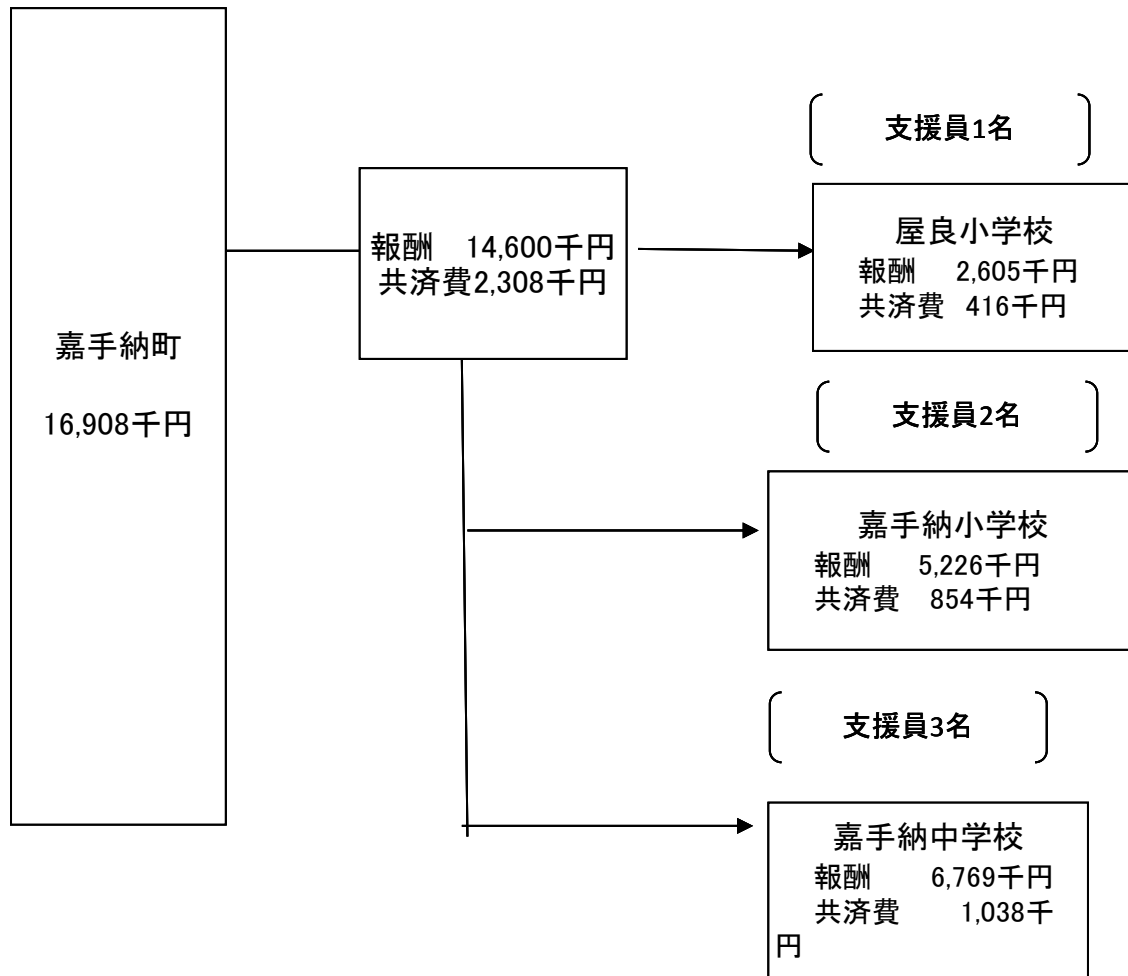 嘉手納町
16,908千円
報酬　14,600千円
共済費2,308千円
支援員1名
屋良小学校
報酬　2,605千円
共済費　416千円
支援員2名
嘉手納小学校
報酬　5,226千円
共済費　854千円
支援員3名
嘉手納中学校
報酬　6,769千円
共済費　1,038千
円